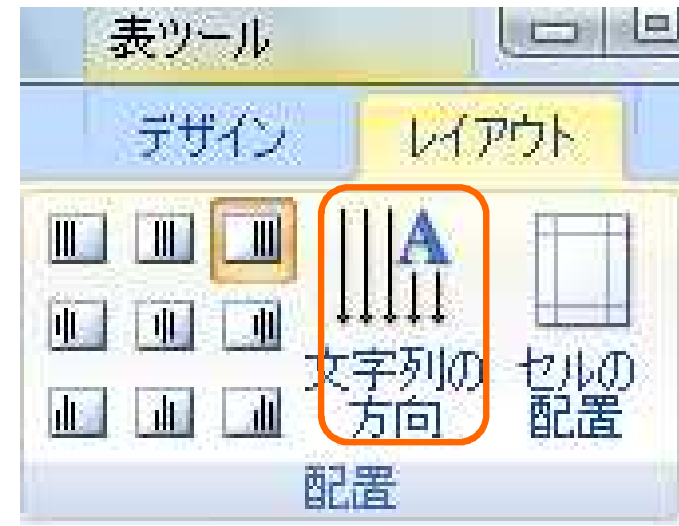 表ツール
デザイン レイアウト
A
文字列の
方向
セルの
配置
配置